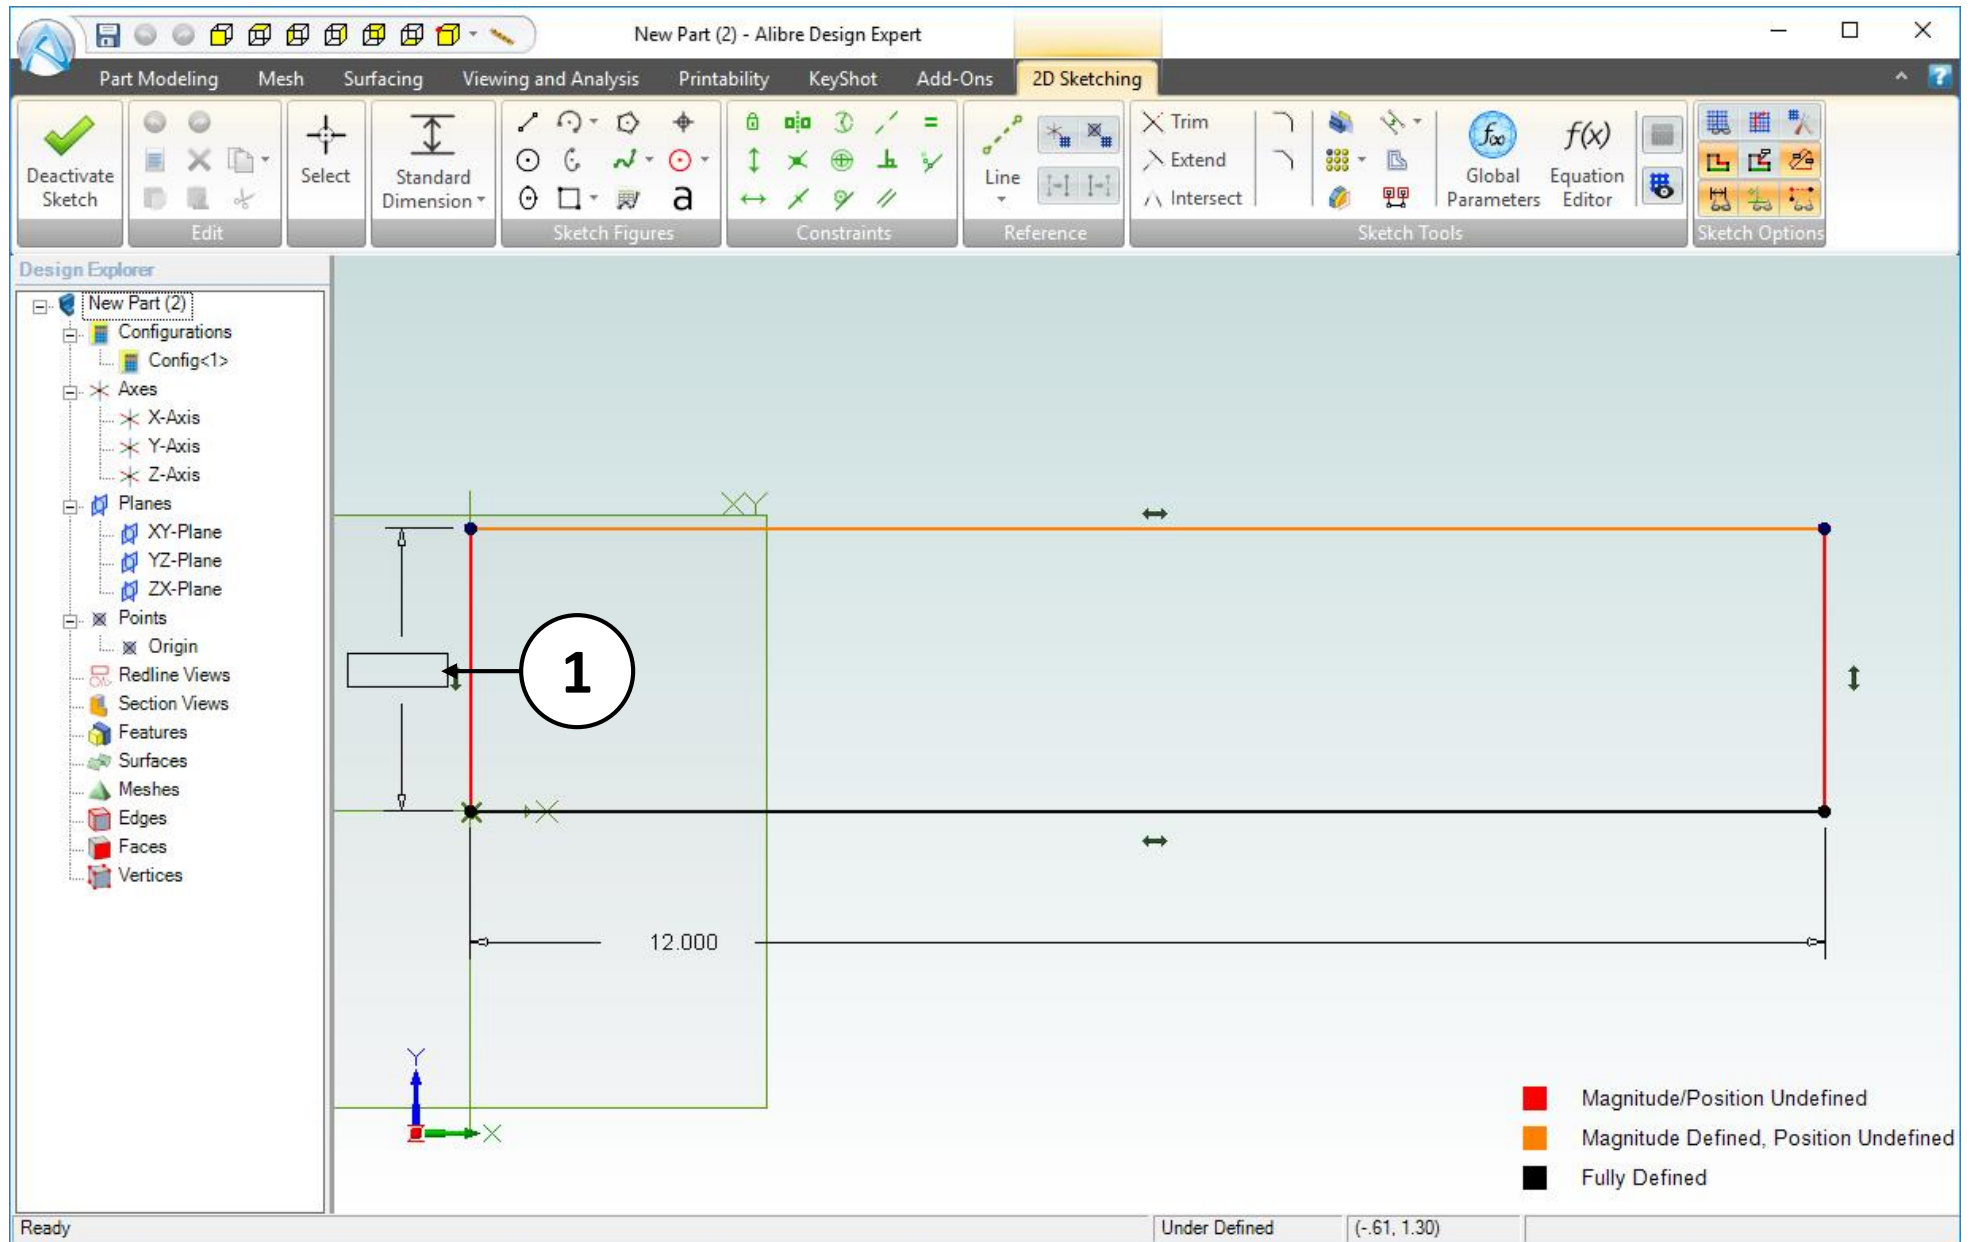 New Part (2) - Alibre Design Expert
Part Modeling Mesh Surfacing Viewing and Analysis Printability KeyShot Add-Ons 2D Sketching
Deactivate Sketch
Edit
Select
Standard Dimension
a
Sketch Figures
Constraints
Line
Reference
Trim
Extend
Intersect
Global Parameters
f(x)
Equation Editor
Sketch Tools
Sketch Options
Design Explorer
New Part (2)
Configurations
Config<1>
Axes
X-Axis
Y-Axis
Z-Axis
Planes
XY-Plane
YZ-Plane
ZX-Plane
Points
Origin
Redline Views
Section Views
Features
Surfaces
Meshes
Edges
Faces
Vertices
XY
1
X
12.000
Y
X
Magnitude/Position Undefined
Magnitude Defined, Position Undefined
Fully Defined
Ready
Under Defined
(-.61, 1.30)